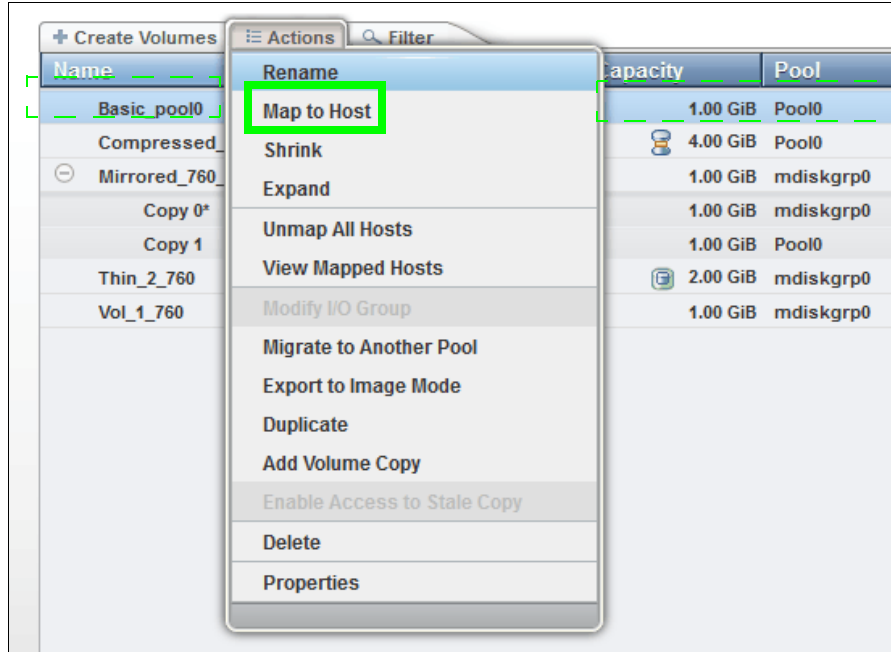 Create Volumes Actions Filter
Name apacity Pool
Basic_pool0 1.00 GiB Pool0
Compressed_ 4.00 GiB Pool0
Mirrored_760_ 1.00 GiB mdiskgrp0
Copy 0* 1.00 GiB mdiskgrp0
Copy 1 1.00 GiB Pool0
Thin_2_760 2.00 GiB mdiskgrp0
Vol_1_760 1.00 GiB mdiskgrp0
Rename
Map to Host
Shrink
Expand
Unmap All Hosts
View Mapped Hosts
Modify I/O Group
Migrate to Another Pool
Export to Image Mode
Duplicate
Add Volume Copy
Enable Access to Stale Copy
Delete
Properties